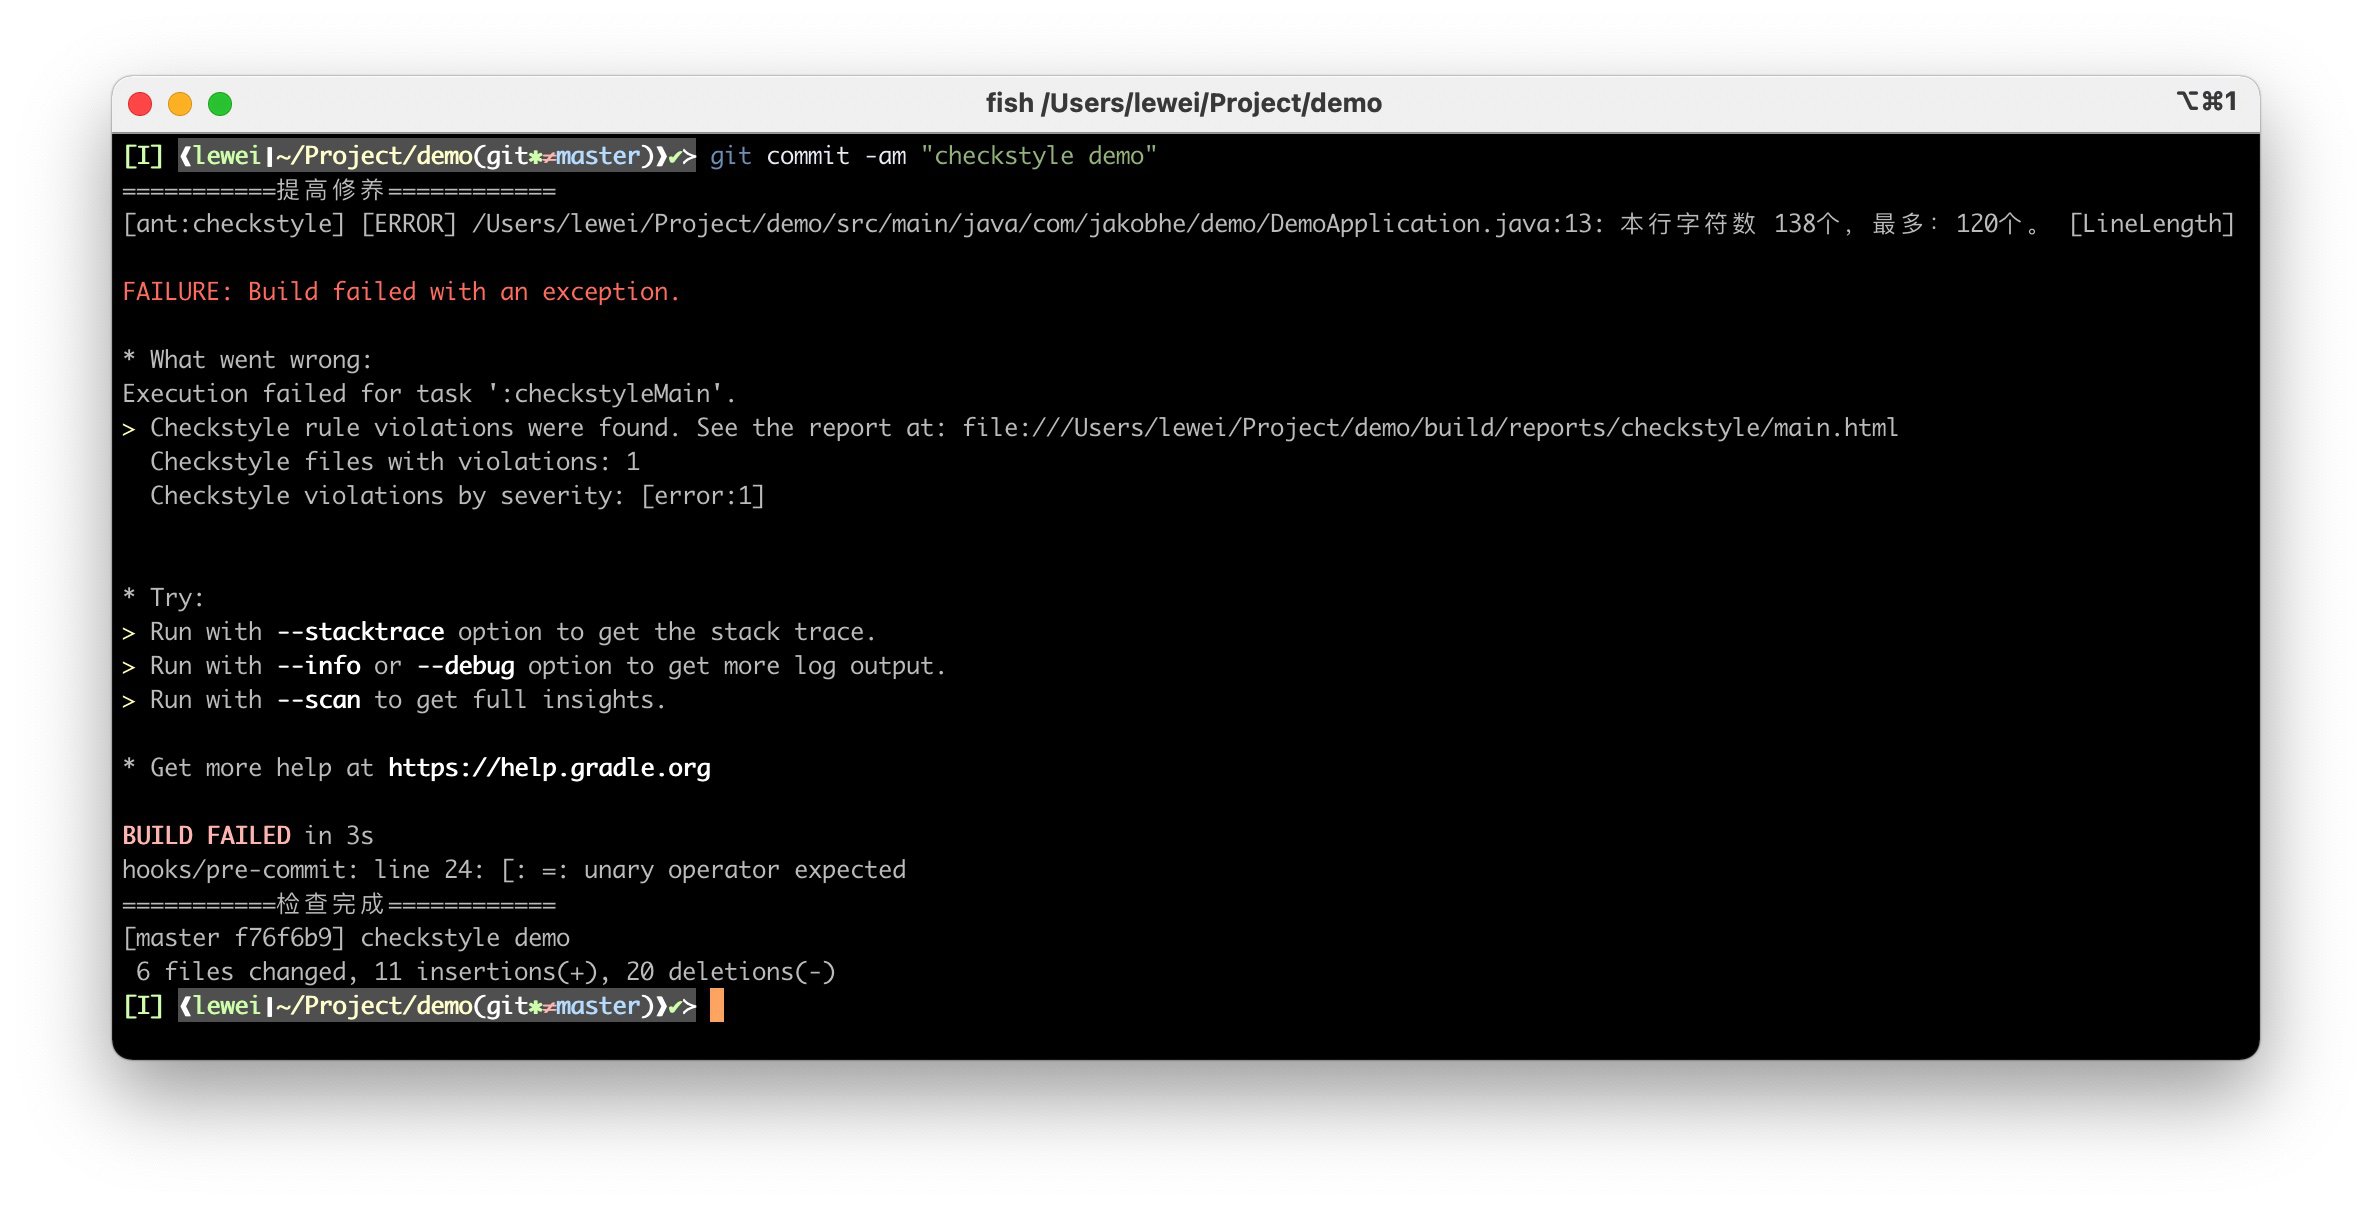 fish /Users/lewei/Project/demo
⌥⌘1
[I] ❰lewei❙~/Project/demo(git✱≠master)❱✔≻ git commit -am "checkstyle demo"
===========提高修养============
[ant:checkstyle] [ERROR] /Users/lewei/Project/demo/src/main/java/com/jakobhe/demo/DemoApplication.java:13: 本行字符数 138个，最多：120个。 [LineLength]
FAILURE: Build failed with an exception.
* What went wrong:
Execution failed for task ':checkstyleMain'.
> Checkstyle rule violations were found. See the report at: file:///Users/lewei/Project/demo/build/reports/checkstyle/main.html
Checkstyle files with violations: 1
Checkstyle violations by severity: [error:1]
* Try:
> Run with --stacktrace option to get the stack trace.
> Run with --info or --debug option to get more log output.
> Run with --scan to get full insights.
* Get more help at https://help.gradle.org
BUILD FAILED in 3s
hooks/pre-commit: line 24: [: =: unary operator expected
===========检查完成============
[master f76f6b9] checkstyle demo
6 files changed, 11 insertions(+), 20 deletions(-)
[I] ❰lewei❙~/Project/demo(git✱≠master)❱✔≻